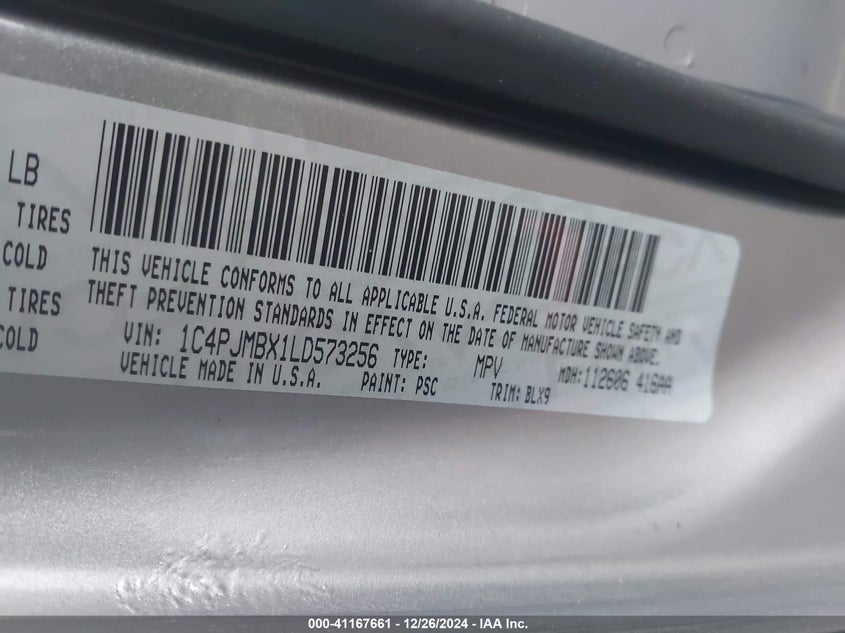 LB
TIRES
COLD
TIRES
COLD
THIS VEHICLE CONFORMS TO ALL APPLICABLE U.S.A. FEDERAL MOTOR VEHICLE SAFETY AND
THEFT PREVENTION STANDARDS IN EFFECT ON THE DATE OF MANUFACTURE SHOWN ABOVE.
VIN: 1C4PJMBX1LD573256 TYPE: MPV MDH:112606 416AA
VEHICLE MADE IN U.S.A. PAINT: PSC TRIM: BLX9
000-41167661 - 12/26/2024 - IAA Inc.